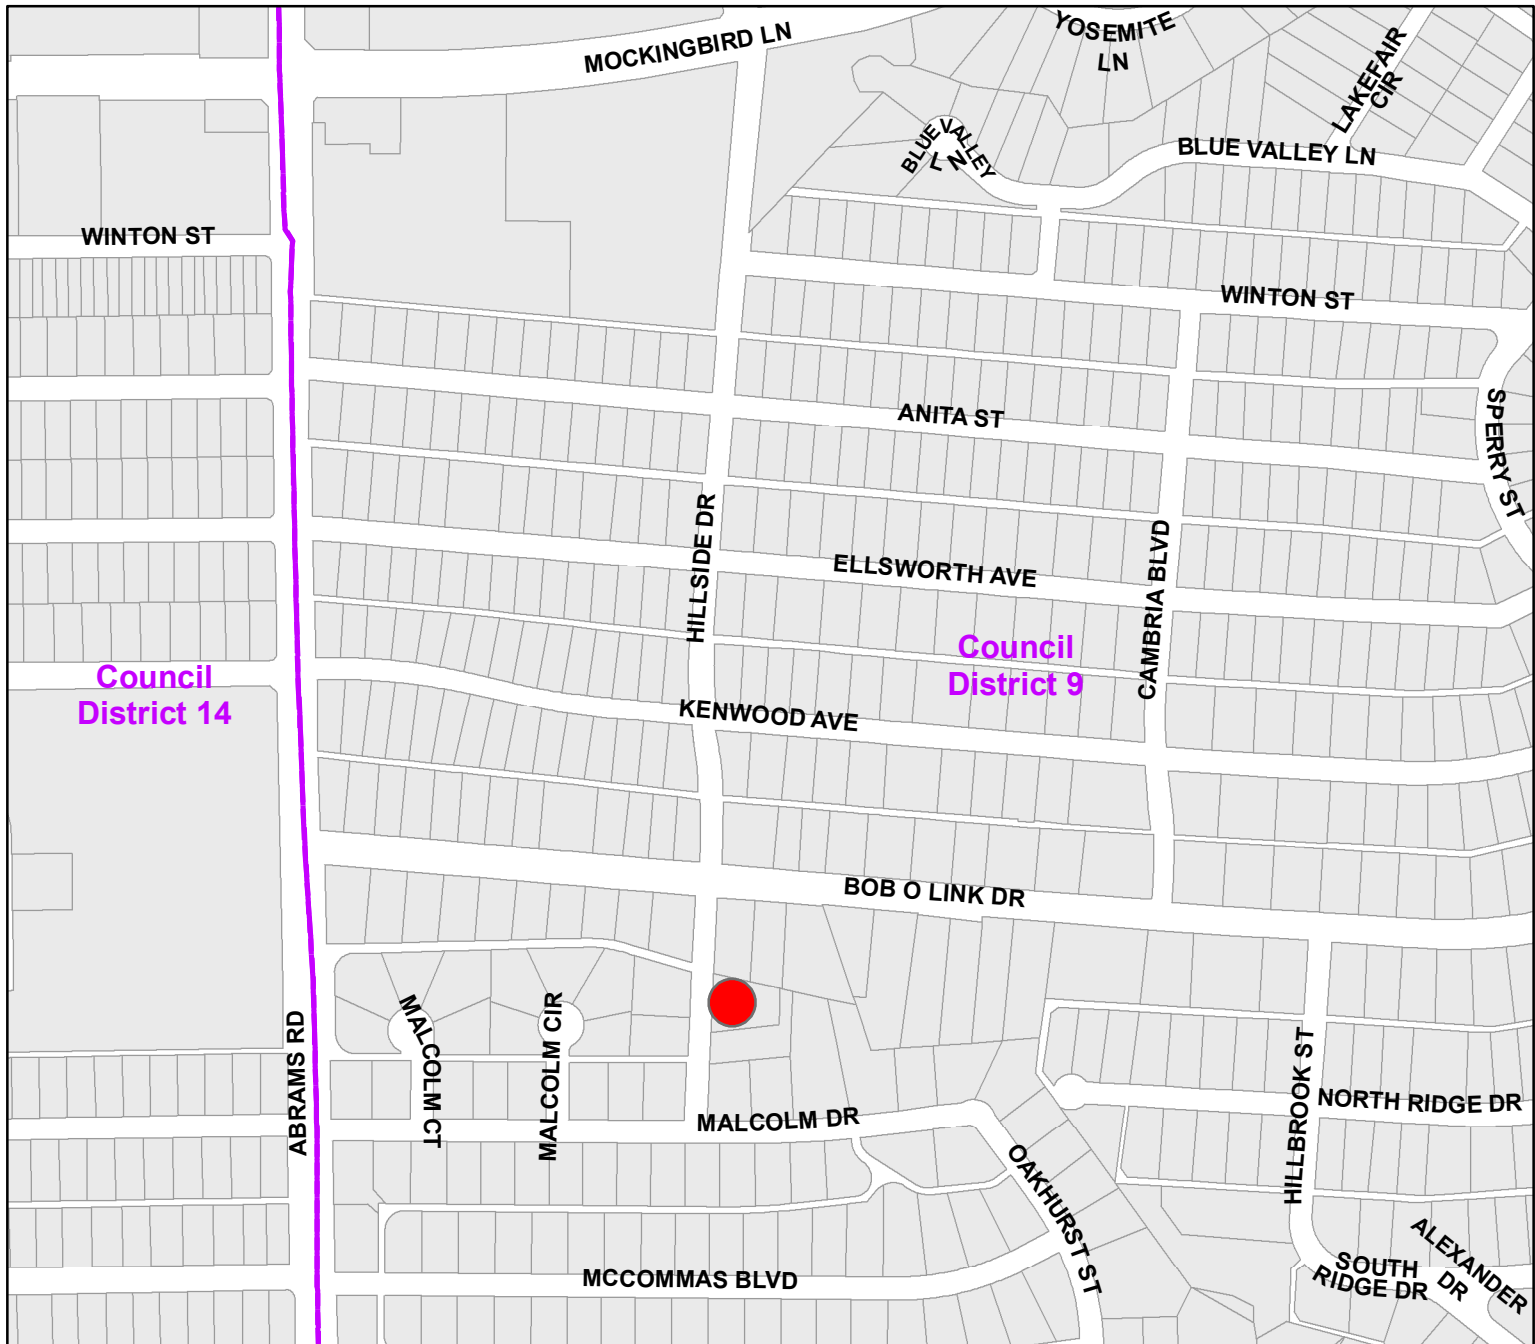 MOCKINGBIRD LN
YOSEMITE
LN
LAKEFAIR
CIR
BLUE VALLEY
LN
BLUE VALLEY LN
WINTON ST
WINTON ST
ANITA ST
SPERRY ST
HILLSIDE DR
ELLSWORTH AVE
CAMBRIA BLVD
Council
District 14
Council
District 9
KENWOOD AVE
BOB O LINK DR
ABRAMS RD
MALCOLM CT
MALCOLM CIR
MALCOLM DR
OAKHURST ST
HILLBROOK ST
NORTH RIDGE DR
MCCOMMAS BLVD
SOUTH
RIDGE DR
ALEXANDER
DR